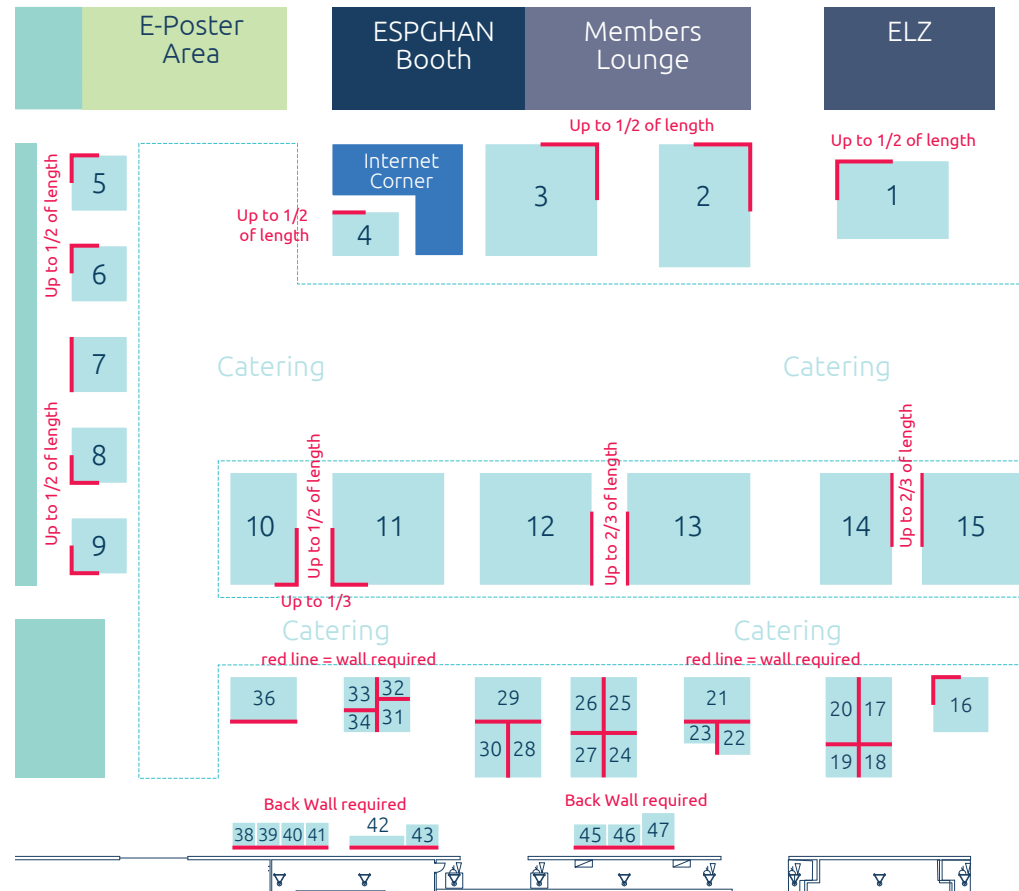 E-Poster
Area
ESPGHAN
Booth
Members
Lounge
ELZ
Up to 1/2 of length
Up to 1/2 of length
Internet
Corner
5
3
2
1
Up to 1/2 of length
Up to 1/2
of length
4
6
7
Catering
Catering
Up to 1/2 of length
8
9
10
Up to 1/2 of length
11
12
Up to 2/3 of length
13
14
Up to 2/3 of length
15
Up to 1/3
Catering
Catering
red line = wall required
red line = wall required
36
33
32
34
31
29
30
28
26
25
27
24
21
23
22
20
17
19
18
16
Back Wall required
Back Wall required
38
39
40
41
42
43
45
46
47